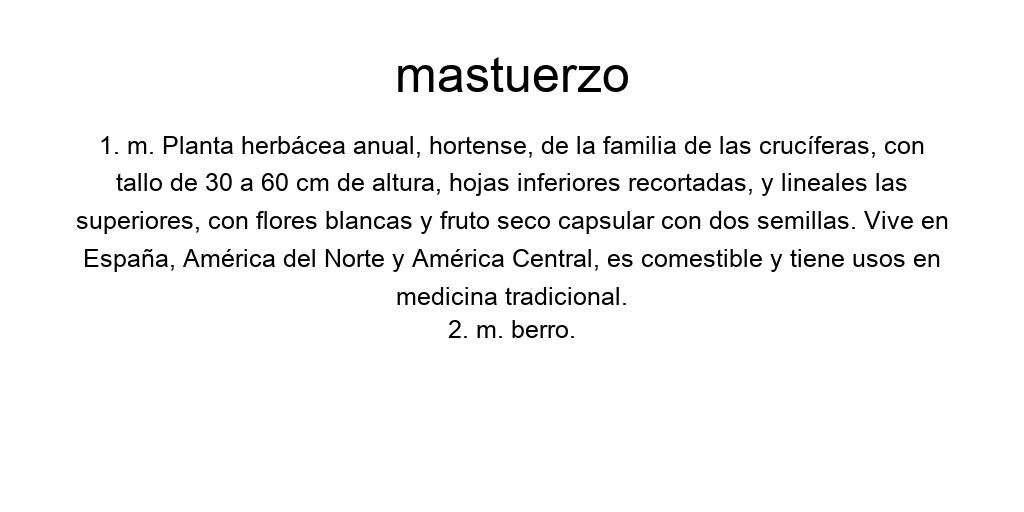 mastuerzo
1. m. Planta herbácea anual, hortense, de la familia de las crucíferas, con
tallo de 30 a 60 cm de altura, hojas inferiores recortadas, y lineales las
superiores, con flores blancas y fruto seco capsular con dos semillas. Vive en
España, América del Norte y América Central, es comestible y tiene usos en
medicina tradicional.
2. m. berro.